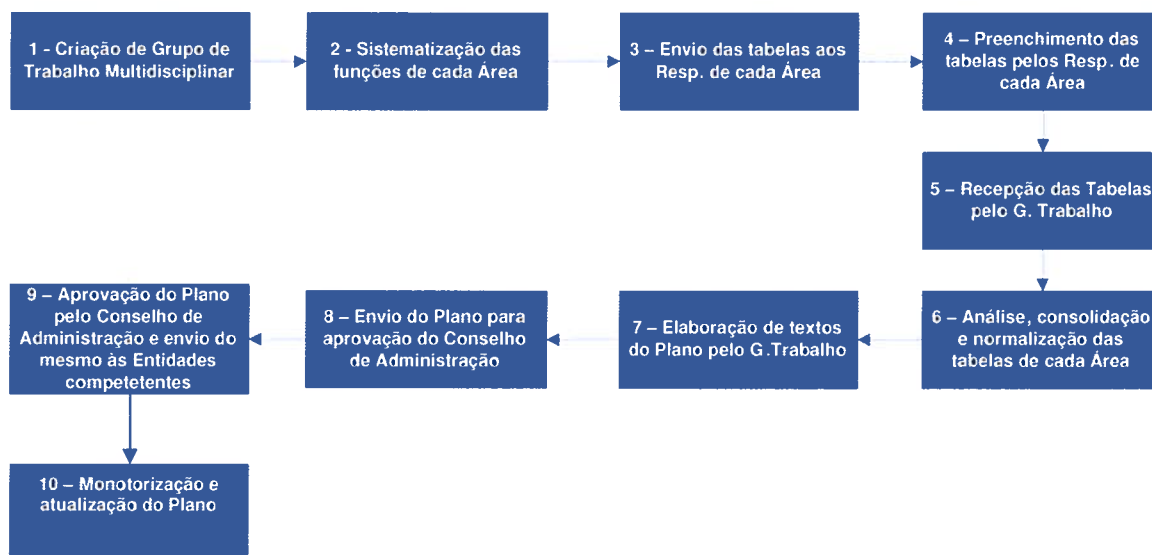 1 - Criação de Grupo de
Trabalho Multidisciplinar
2 - Sistematização das
funções de cada Área
3 – Envio das tabelas aos
Resp. de cada Área
4 – Preenchimento das
tabelas pelos Resp. de
cada Área
5 – Recepção das Tabelas
pelo G. Trabalho
6 – Análise, consolidação
e normalização das
tabelas de cada Área
7 – Elaboração de textos
do Plano pelo G.Trabalho
8 – Envio do Plano para
aprovação do Conselho
de Administração
9 – Aprovação do Plano
pelo Conselho de
Administração e envio do
mesmo às Entidades
competetentes
10 – Monotorização e
atualização do Plano